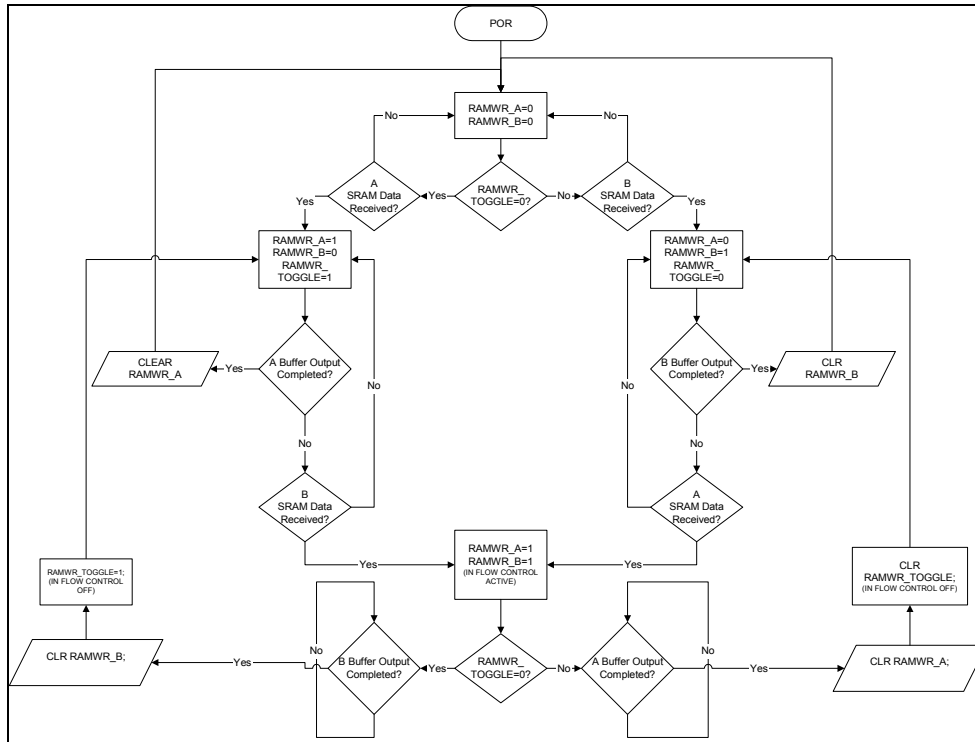 POR
RAMWR_A=0
RAMWR_B=0
No
No
A
SRAM Data
Received?
Yes
RAMWR_
TOGGLE=0?
No
B
SRAM Data
Received?
Yes
Yes
RAMWR_A=1
RAMWR_B=0
RAMWR_
TOGGLE=1
RAMWR_A=0
RAMWR_B=1
RAMWR_
TOGGLE=0
CLEAR
RAMWR_A
Yes
A Buffer Output
Completed?
No
No
B Buffer Output
Completed?
Yes
CLR
RAMWR_B
No
No
B
SRAM Data
Received?
A
SRAM Data
Received?
Yes
RAMWR_A=1
RAMWR_B=1
(IN FLOW CONTROL
ACTIVE)
Yes
RAMWR_TOGGLE=1;
(IN FLOW CONTROL
OFF)
CLR
RAMWR_TOGGLE;
(IN FLOW CONTROL OFF)
CLR RAMWR_B;
Yes
No
B Buffer Output
Completed?
Yes
RAMWR_
TOGGLE=0?
No
A Buffer Output
Completed?
No
Yes
CLR RAMWR_A;